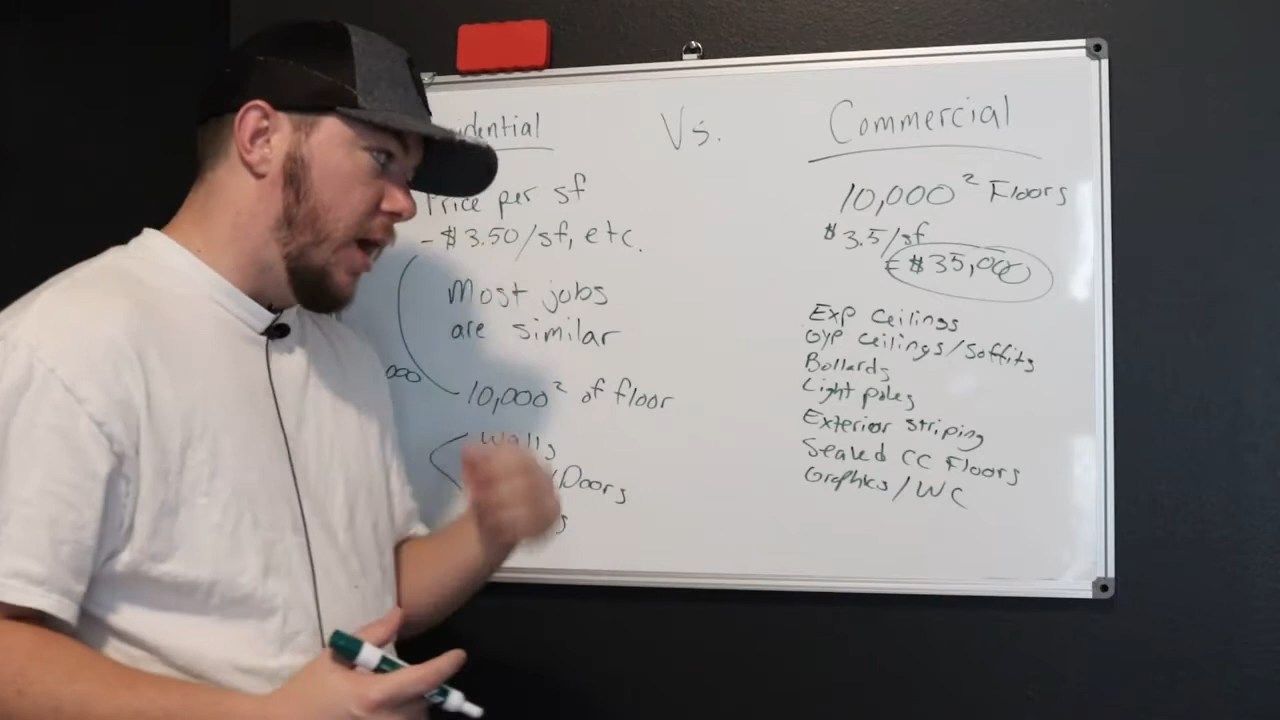 idential
Vs.
Commercial
Price per sf
- $3.50/sf, etc.
Most jobs
are similar
000
10,000² of floor
Walls
/Doors
s
10,000² Floors
$3.5/sf
= $35,000
Exp Ceilings
Gyp Ceilings/Soffits
Bollards
Light poles
Exterior striping
Sealed CC Floors
Graphics/WC